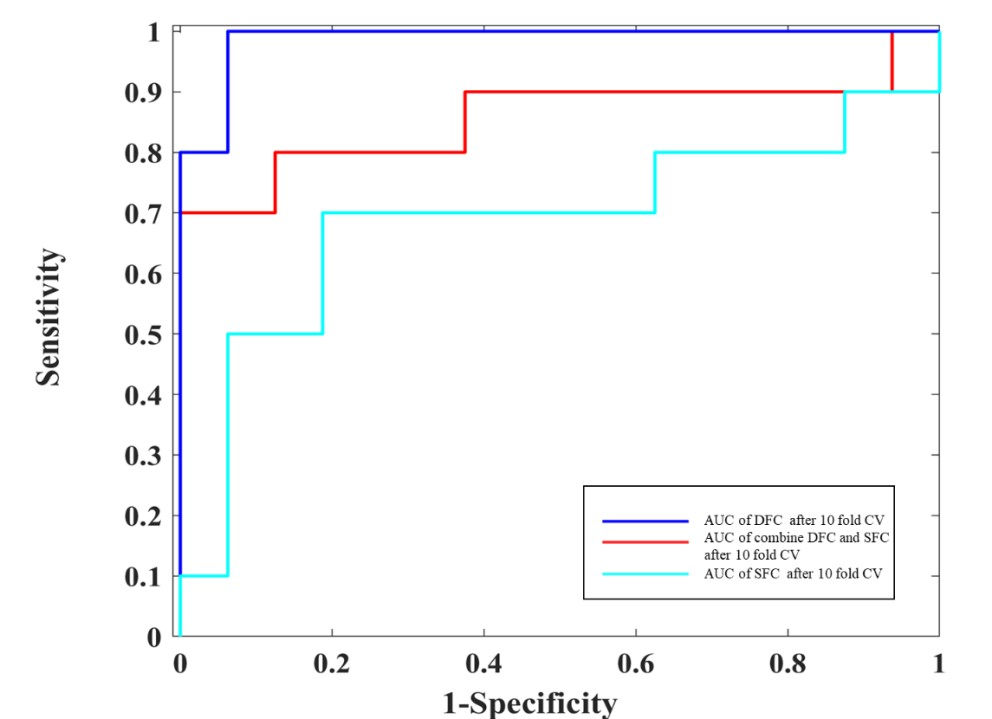 1
0.9
0.8
0.7
0.6
0.5
0.4
0.3
0.2
0.1
0
Sensitivity
AUC of DFC after 10 fold CV
AUC of combine DFC and SFC
after 10 fold CV
AUC of SFC after 10 fold CV
0 0.2 0.4 0.6 0.8 1
1-Specificity